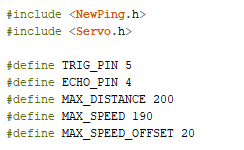 #include <NewPing.h>
#include <Servo.h>

#define TRIG_PIN 5
#define ECHO_PIN 4
#define MAX_DISTANCE 200
#define MAX_SPEED 190
#define MAX_SPEED_OFFSET 20